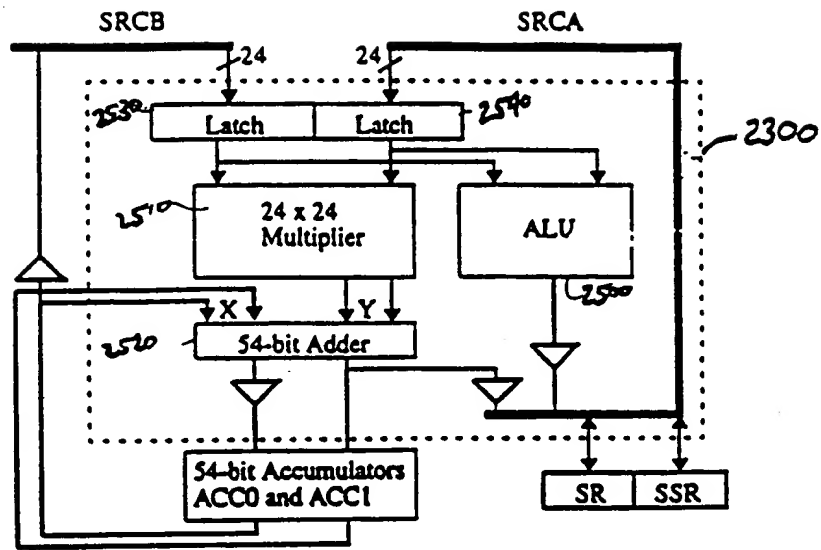 SRCB
SRCA
24
24
2530
Latch
Latch
2540
2300
2510
24 x 24
Multiplier
ALU
2500
X
Y
2520
54-bit Adder
54-bit Accumulators
ACC0 and ACC1
SR
SSR